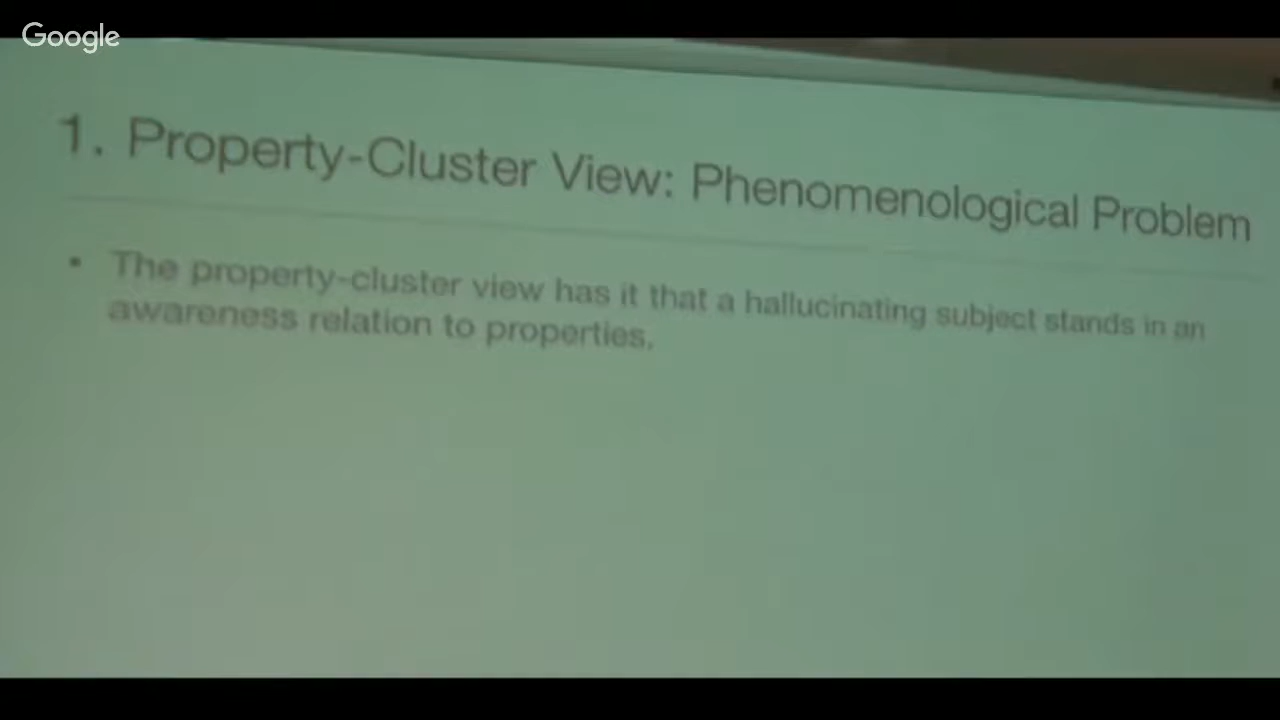 Google
1. Property-Cluster View: Phenomenological Problem
• The property-cluster view has it that a hallucinating subject stands in an
awareness relation to properties.